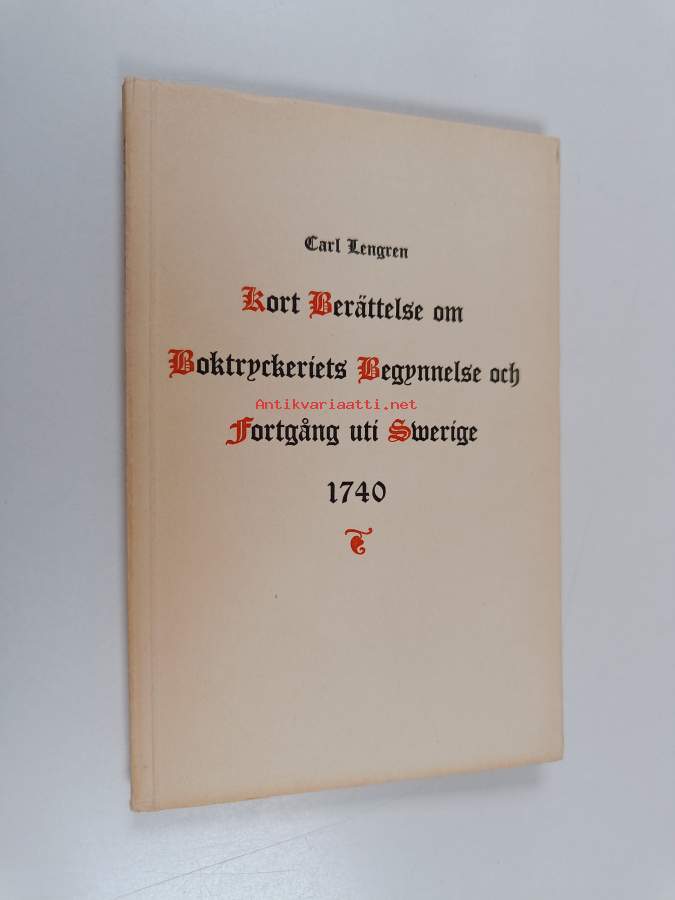 Carl Lengren
Kort Berättelse om
Boktryckeriets Begynnelse och
Antikvariaatti.net
Fortgång uti Swerige
1740